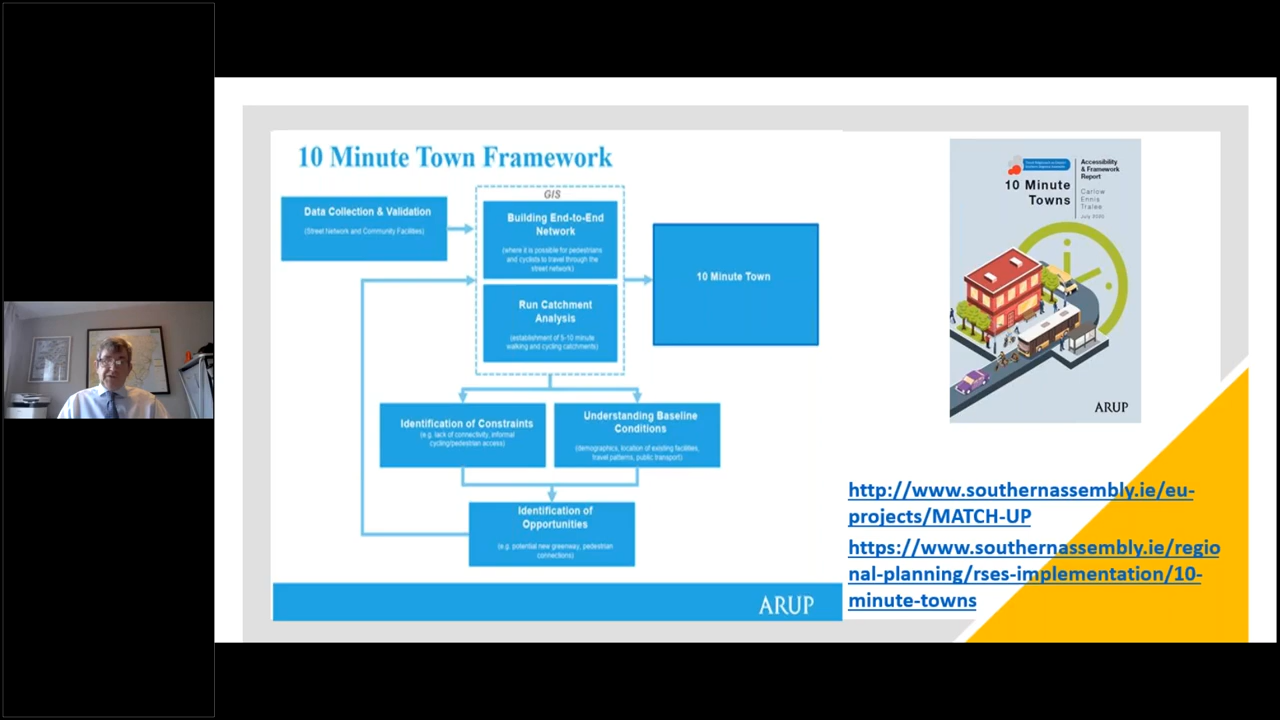 10 Minute Town Framework
Data Collection & Validation
(Street Network and Community Facilities)
GIS
Building End-to-End
Network
(where it is possible for pedestrians
and cyclists to travel through the
street network)
Run Catchment
Analysis
(establishment of 5-10 minute
walking and cycling catchments)
10 Minute Town
Identification of Constraints
(e.g. lack of connectivity, informal
cycling/pedestrian access)
Understanding Baseline
Conditions
(demographics, location of existing facilities,
travel patterns, public transport)
Identification of
Opportunities
(e.g. potential new greenway, pedestrian
connections)
ARUP
10 Minute
Towns
Accessibility
& Framework
Report
Carlow
Ennis
Tralee
July 2020
ARUP
http://www.southernassembly.ie/eu-
projects/MATCH-UP
https://www.southernassembly.ie/regio
nal-planning/rses-implementation/10-
minute-towns